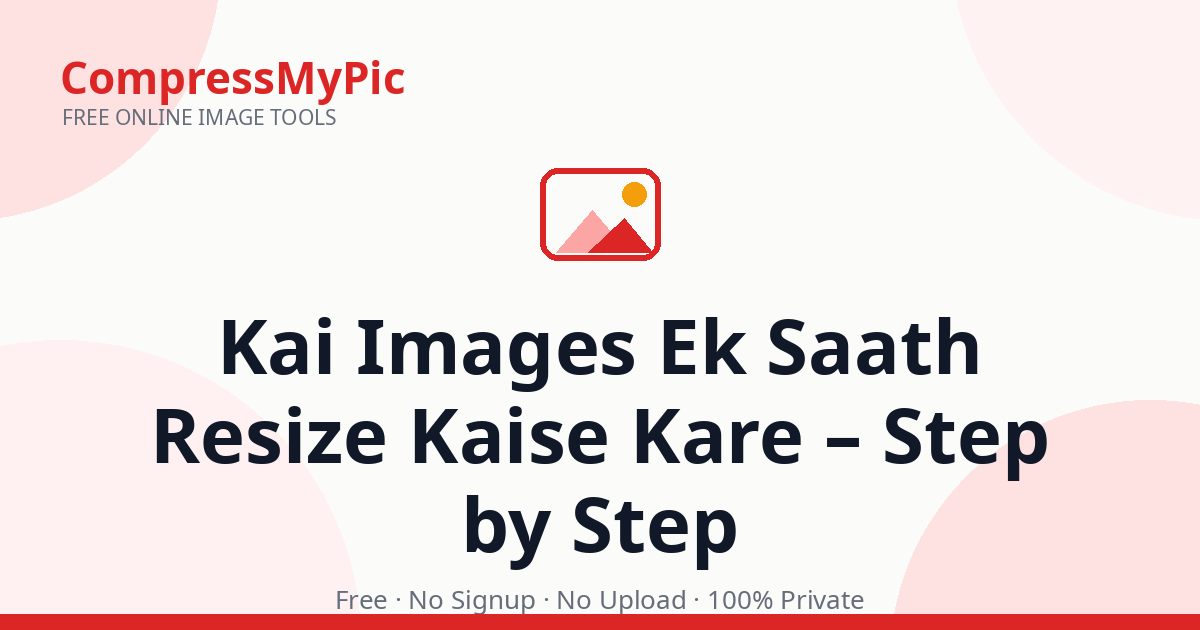 CompressMyPic
FREE ONLINE IMAGE TOOLS
Kai Images Ek Saath
Resize Kaise Kare – Step
by Step
Free · No Signup · No Upload · 100% Private